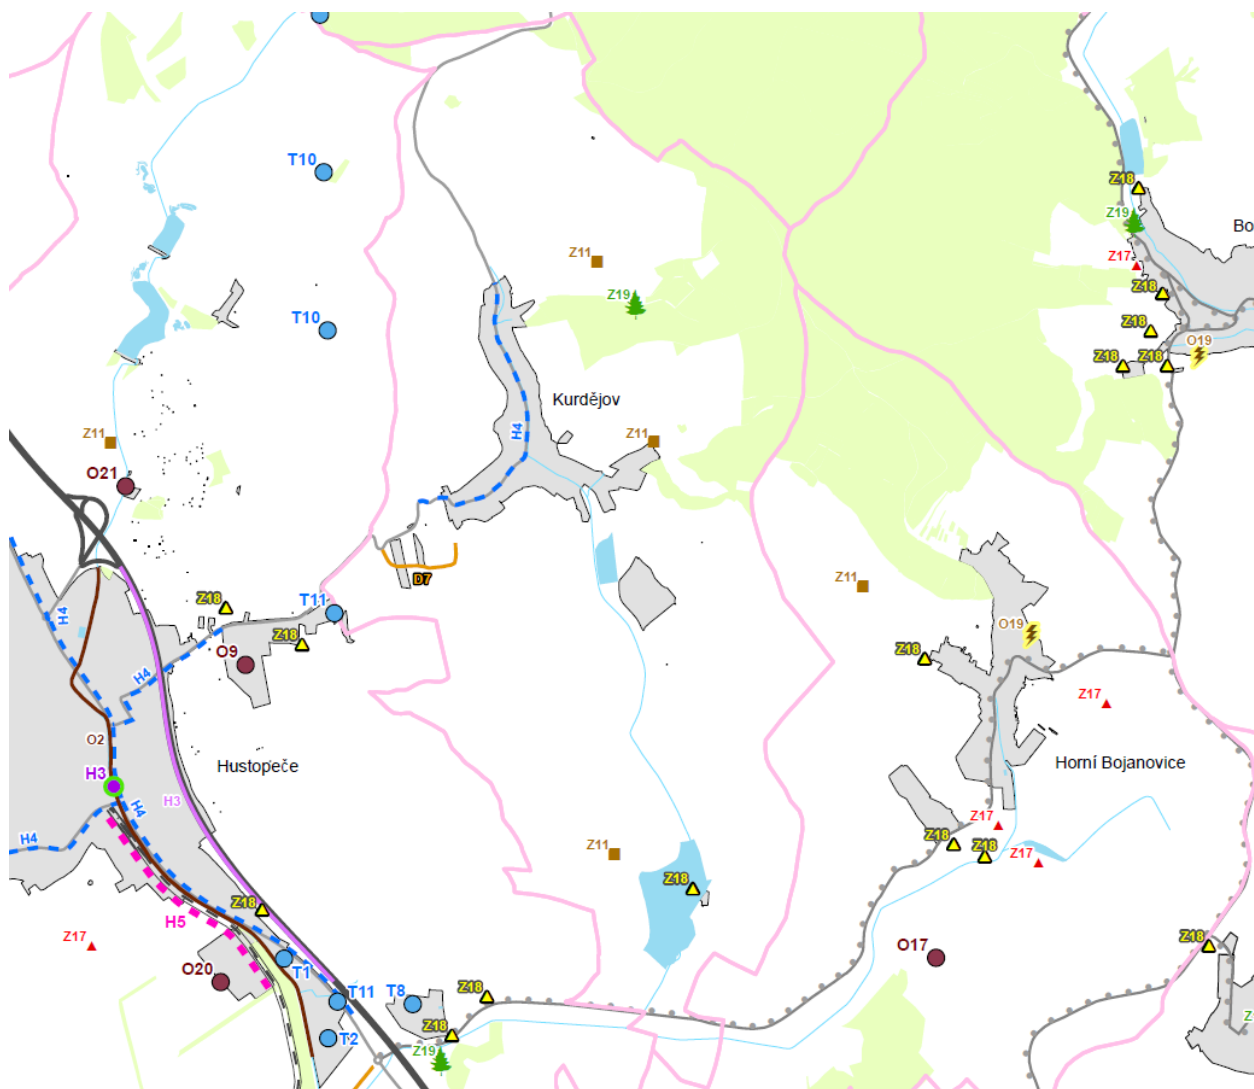 T10
Z18
Z19
Bo
Z11
Z17
Z18
Z19
T10
Z18
O19
Z18
Z18
Kurdějov
H4
Z11
Z11
O21
D7
Z11
Z18
T11
H4
Z18
O19
O9
Z18
H4
Z17
O2
Hustopeče
Horní Bojanovice
H3
H3
H4
Z17
H4
Z18
Z18
Z17
Z11
Z18
Z18
H5
Z17
Z18
O17
O20
T1
Z18
T11
T8
Z18
Z
T2
Z19